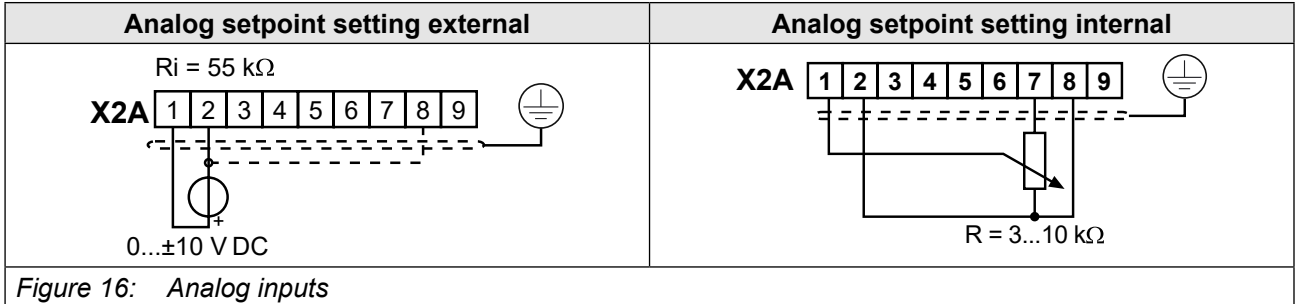 Analog setpoint setting external
Analog setpoint setting internal
Ri = 55 kΩ
X2A 1 2 3 4 5 6 7 8 9
+
0...±10 V DC
X2A 1 2 3 4 5 6 7 8 9
R = 3...10 kΩ
Figure 16: Analog inputs